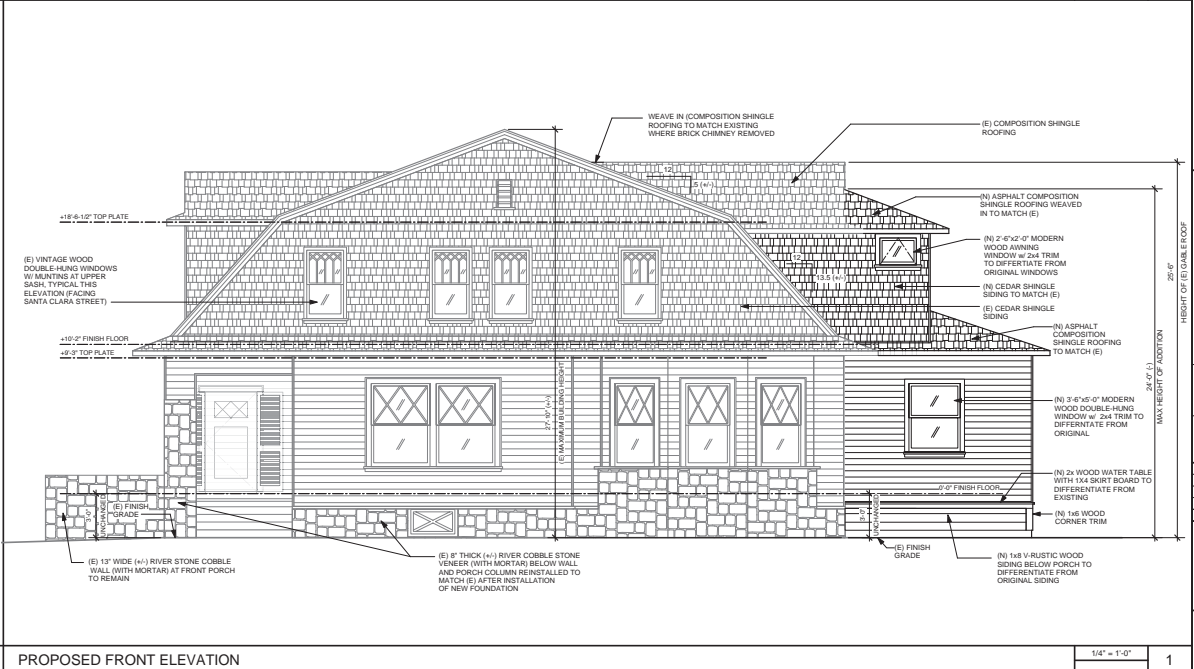 WEAVE IN (COMPOSITION SHINGLE
ROOFING TO MATCH EXISTING
WHERE BRICK CHIMNEY REMOVED
(E) COMPOSITION SHINGLE
ROOFING
12
.5 (+/-)
(N) ASPHALT COMPOSITION
SHINGLE ROOFING WEAVED
IN TO MATCH (E)
+18'-6-1/2" TOP PLATE
(N) 2'-6"x2'-0" MODERN
WOOD AWNING
WINDOW w/ 2x4 TRIM
TO DIFFERTIATE FROM
ORIGINAL WINDOWS
(E) VINTAGE WOOD
DOUBLE-HUNG WINDOWS
W/ MUNTINS AT UPPER
SASH, TYPICAL THIS
ELEVATION (FACING
SANTA CLARA STREET)
12
13.5 (+/-)
(N) CEDAR SHINGLE
SIDING TO MATCH (E)
(E) CEDAR SHINGLE
SIDING
25'-6"
HEIGHT OF (E) GABLE ROOF
(N) ASPHALT
COMPOSITION
SHINGLE ROOFING
TO MATCH (E)
+10'-2" FINISH FLOOR
+9'-3" TOP PLATE
27'-10" (+/-)
(E) MAXIMUM BUILDING HEIGHT
24'-0" (-)
MAX HEIGHT OF ADDITION
(N) 3'-6"x5'-0" MODERN
WOOD DOUBLE-HUNG
WINDOW w/ 2x4 TRIM TO
DIFFERNTATE FROM
ORIGINAL
(N) 2x WOOD WATER TABLE
WITH 1X4 SKIRT BOARD TO
DIFFERENTIATE FROM
EXISTING
0'-0" FINISH FLOOR
3'-0"
UNCHANGED
(E) FINISH
GRADE
3'-0"
UNCHANGED
(N) 1x6 WOOD
CORNER TRIM
(E) FINISH
GRADE
(E) 13" WIDE (+/-) RIVER STONE COBBLE
WALL (WITH MORTAR) AT FRONT PORCH
TO REMAIN
(E) 8" THICK (+/-) RIVER COBBLE STONE
VENEER (WITH MORTAR) BELOW WALL
AND PORCH COLUMN REINSTALLED TO
MATCH (E) AFTER INSTALLATION
OF NEW FOUNDATION
(N) 1x8 V-RUSTIC WOOD
SIDING BELOW PORCH TO
DIFFERENTIATE FROM
ORIGINAL SIDING
PROPOSED FRONT ELEVATION
1/4" = 1'-0"
1